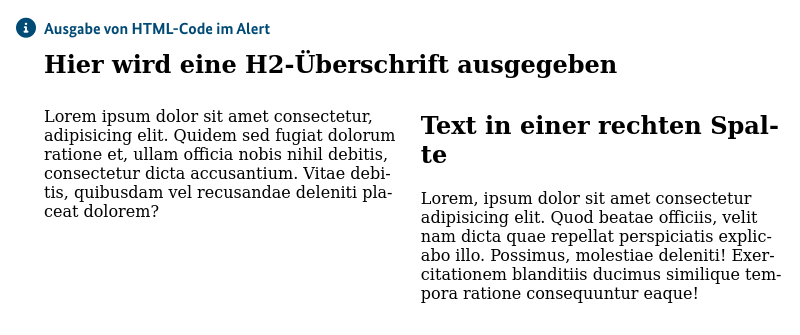 Ausgabe von HTML-Code im Alert
Hier wird eine H2-Überschrift ausgegeben
Lorem ipsum dolor sit amet consectetur,
adipisicing elit. Quidem sed fugiat dolorum
ratione et, ullam officia nobis nihil debitis,
consectetur dicta accusantium. Vitae debi-
tis, quibusdam vel recusandae deleniti pla-
ceat dolorem?
Text in einer rechten Spal-
te
Lorem, ipsum dolor sit amet consectetur
adipisicing elit. Quod beatae officiis, velit
nam dicta quae repellat perspiciatis explic-
abo illo. Possimus, molestiae deleniti! Exer-
citationem blanditiis ducimus similique tem-
pora ratione consequuntur eaque!